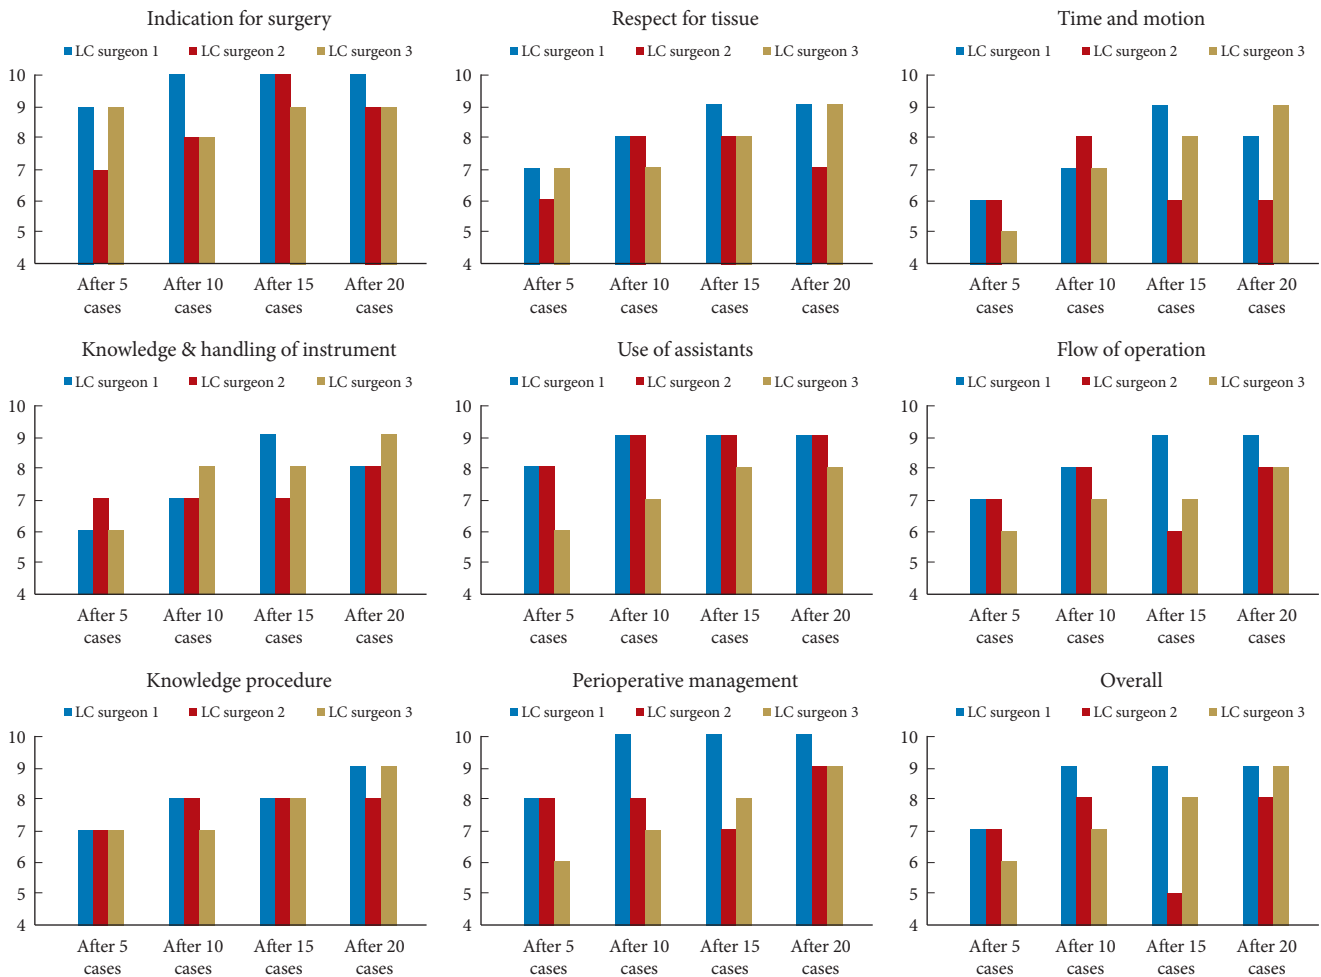 Indication for surgery
LC surgeon 1 LC surgeon 2 LC surgeon 3
10
9
8
7
6
5
4
After 5 cases
After 10 cases
After 15 cases
After 20 cases
Respect for tissue
LC surgeon 1 LC surgeon 2 LC surgeon 3
10
9
8
7
6
5
4
After 5 cases
After 10 cases
After 15 cases
After 20 cases
Time and motion
LC surgeon 1 LC surgeon 2 LC surgeon 3
10
9
8
7
6
5
4
After 5 cases
After 10 cases
After 15 cases
After 20 cases
Knowledge & handling of instrument
LC surgeon 1 LC surgeon 2 LC surgeon 3
10
9
8
7
6
5
4
After 5 cases
After 10 cases
After 15 cases
After 20 cases
Use of assistants
LC surgeon 1 LC surgeon 2 LC surgeon 3
10
9
8
7
6
5
4
After 5 cases
After 10 cases
After 15 cases
After 20 cases
Flow of operation
LC surgeon 1 LC surgeon 2 LC surgeon 3
10
9
8
7
6
5
4
After 5 cases
After 10 cases
After 15 cases
After 20 cases
Knowledge procedure
LC surgeon 1 LC surgeon 2 LC surgeon 3
10
9
8
7
6
5
4
After 5 cases
After 10 cases
After 15 cases
After 20 cases
Perioperative management
LC surgeon 1 LC surgeon 2 LC surgeon 3
10
9
8
7
6
5
4
After 5 cases
After 10 cases
After 15 cases
After 20 cases
Overall
LC surgeon 1 LC surgeon 2 LC surgeon 3
10
9
8
7
6
5
4
After 5 cases
After 10 cases
After 15 cases
After 20 cases